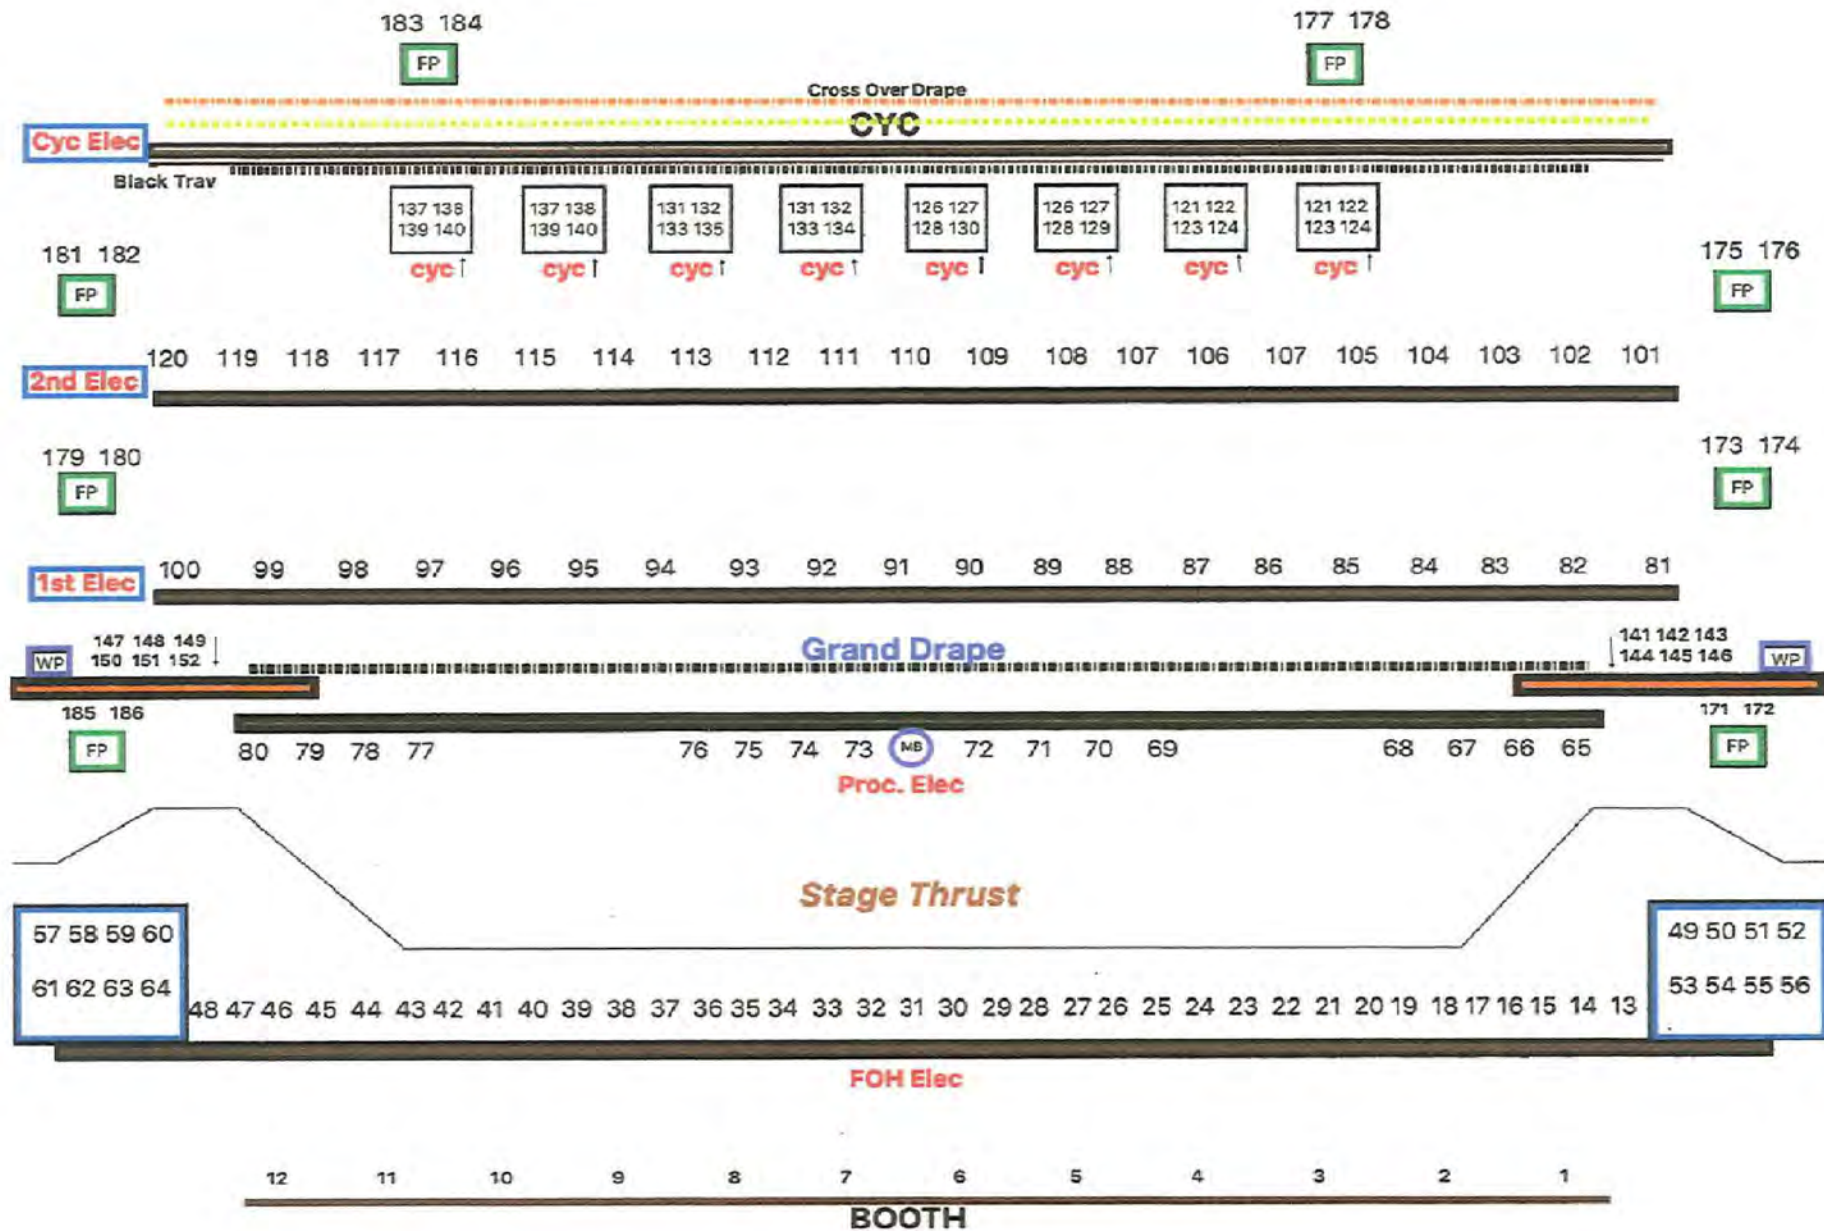 183 184
177 178
FP
FP
Cross Over Drape
CYC
Cyc Elec
Black Trav
137 138
139 140
137 138
139 140
131 132
133 135
131 132
133 134
126 127
128 130
126 127
128 129
121 122
123 124
121 122
123 124
cyc↑ cyc↑ cyc↑ cyc↑ cyc↑ cyc↑ cyc↑ cyc↑
181 182
175 176
FP
FP
120 119 118 117 116 115 114 113 112 111 110 109 108 107 106 107 105 104 103 102 101
2nd Elec
179 180
173 174
FP
FP
100 99 98 97 96 95 94 93 92 91 90 89 88 87 86 85 84 83 82 81
1st Elec
WP
147 148 149
150 151 152 ↓
Grand Drape
↓ 141 142 143
144 145 146
WP
185 186
171 172
FP
80 79 78 77 76 75 74 73 MB 72 71 70 69 68 67 66 65
FP
Proc. Elec
Stage Thrust
57 58 59 60
61 62 63 64
49 50 51 52
53 54 55 56
48 47 46 45 44 43 42 41 40 39 38 37 36 35 34 33 32 31 30 29 28 27 26 25 24 23 22 21 20 19 18 17 16 15 14 13
FOH Elec
12 11 10 9 8 7 6 5 4 3 2 1
BOOTH